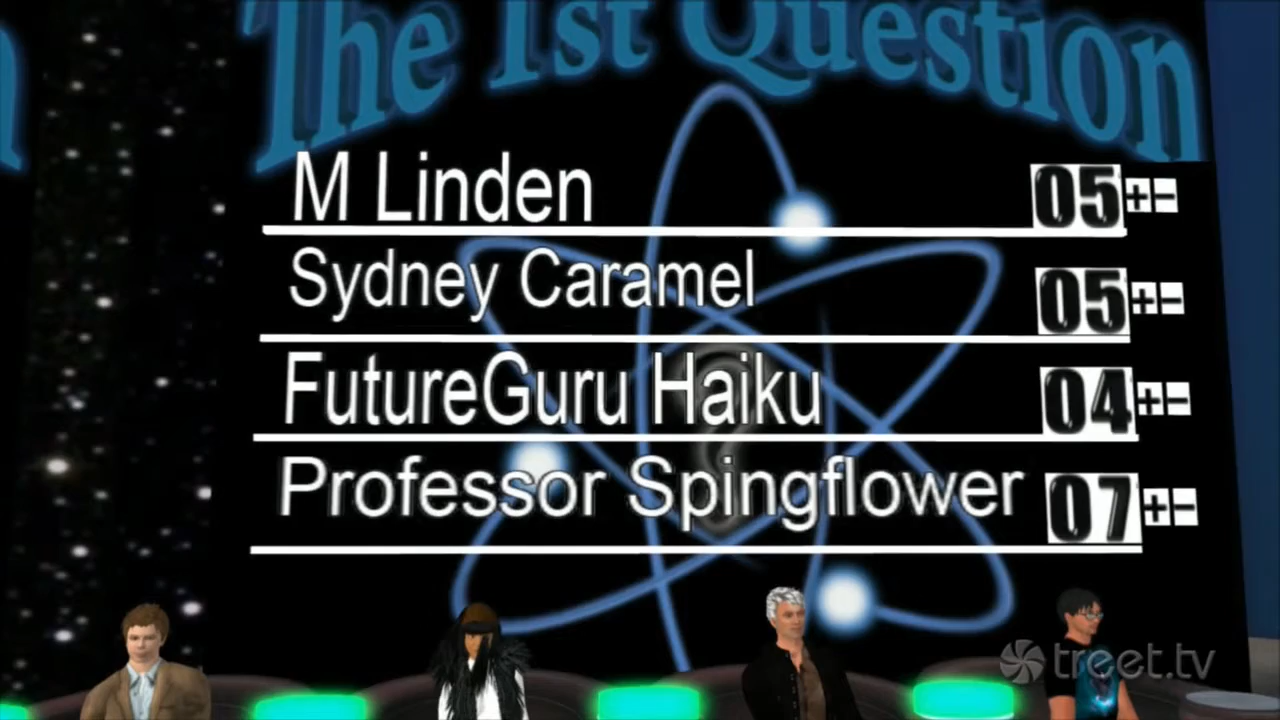 The 1st Question
M Linden 05 + -
Sydney Caramel 05 + -
FutureGuru Haiku 04 + -
Professor Spingflower 07 + -
treet.tv